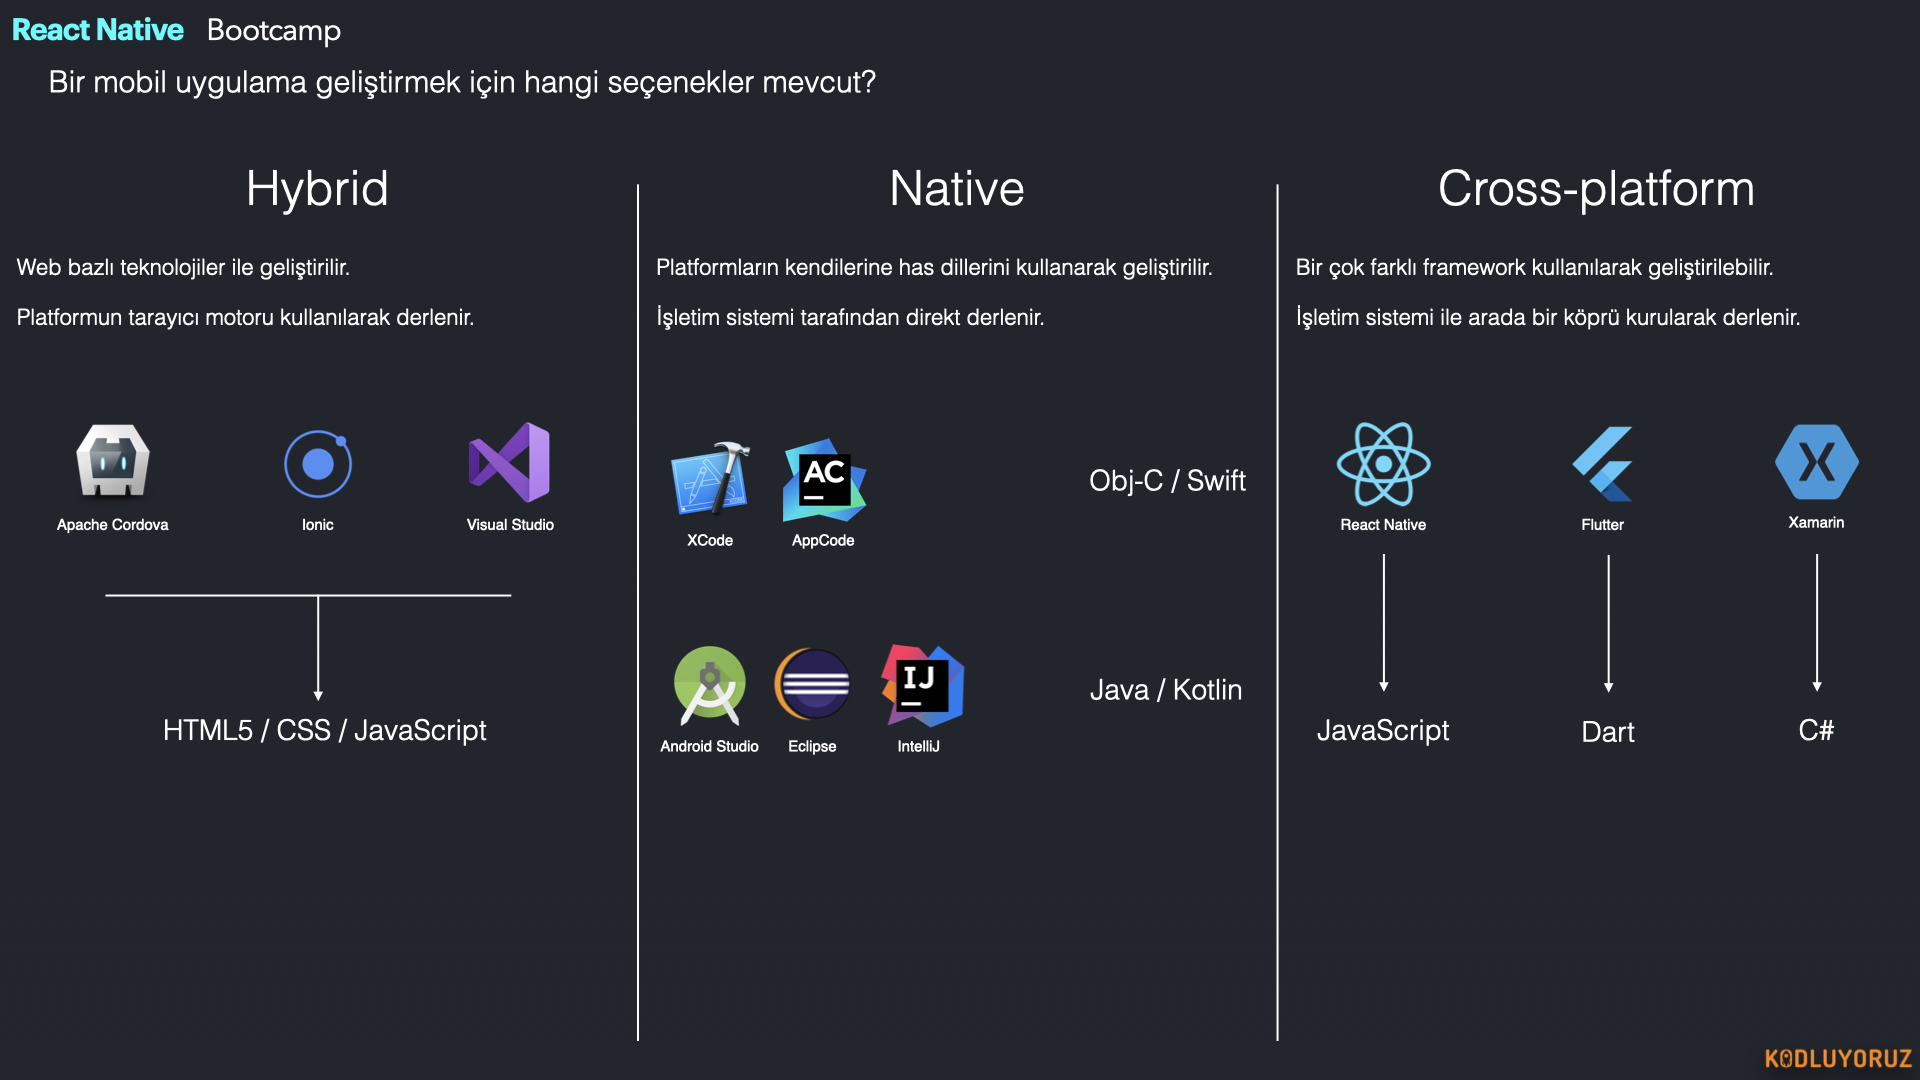 React Native Bootcamp
Bir mobil uygulama geliştirmek için hangi seçenekler mevcut?
Hybrid
Web bazlı teknolojiler ile geliştirilir.
Platformun tarayıcı motoru kullanılarak derlenir.
Apache Cordova
Ionic
Visual Studio
HTML5 / CSS / JavaScript
Native
Platformların kendilerine has dillerini kullanarak geliştirilir.
İşletim sistemi tarafından direkt derlenir.
AC
XCode
AppCode
Obj-C / Swift
IJ
Android Studio
Eclipse
IntelliJ
Java / Kotlin
Cross-platform
Bir çok farklı framework kullanılarak geliştirilebilir.
İşletim sistemi ile arada bir köprü kurularak derlenir.
React Native
Flutter
Xamarin
JavaScript
Dart
C#
KODLUYORUZ